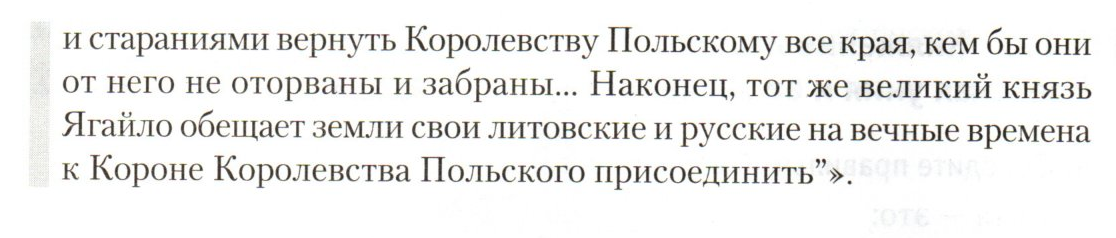 и стараниями вернуть Королевству Польскому все края, кем бы они
от него не оторваны и забраны... Наконец, тот же великий князь
Ягайло обещает земли свои литовские и русские на вечные времена
к Короне Королевства Польского присоединить”».